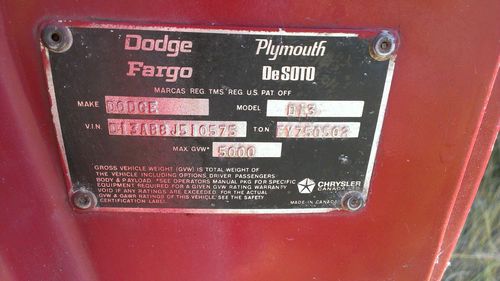 Dodge Plymouth
Fargo DeSOTO
MARCAS REG. TMS REG U.S. PAT OFF
MAKE DODGE MODEL D13
V.I.N. D13AB8JS10575 T.O.N. FY750503
MAX. GVW* 5000
GROSS VEHICLE WEIGHT (GVW) IS TOTAL WEIGHT OF
THE VEHICLE INCLUDING OPTIONS, DRIVER, PASSENGERS
BODY & PAYLOAD. *SEE OPERATORS MANUAL PKG FOR SPECIFIC
EQUIPMENT REQUIRED FOR A GIVEN GVW RATING. WARRANTY
VOID IF ANY RATINGS ARE EXCEEDED. FOR THE ACTUAL
GVW & GAWR RATINGS OF THIS VEHICLE, SEE THE SAFETY
CERTIFICATION LABEL.
CHRYSLER
CANADA LTD.
MADE IN CANADA